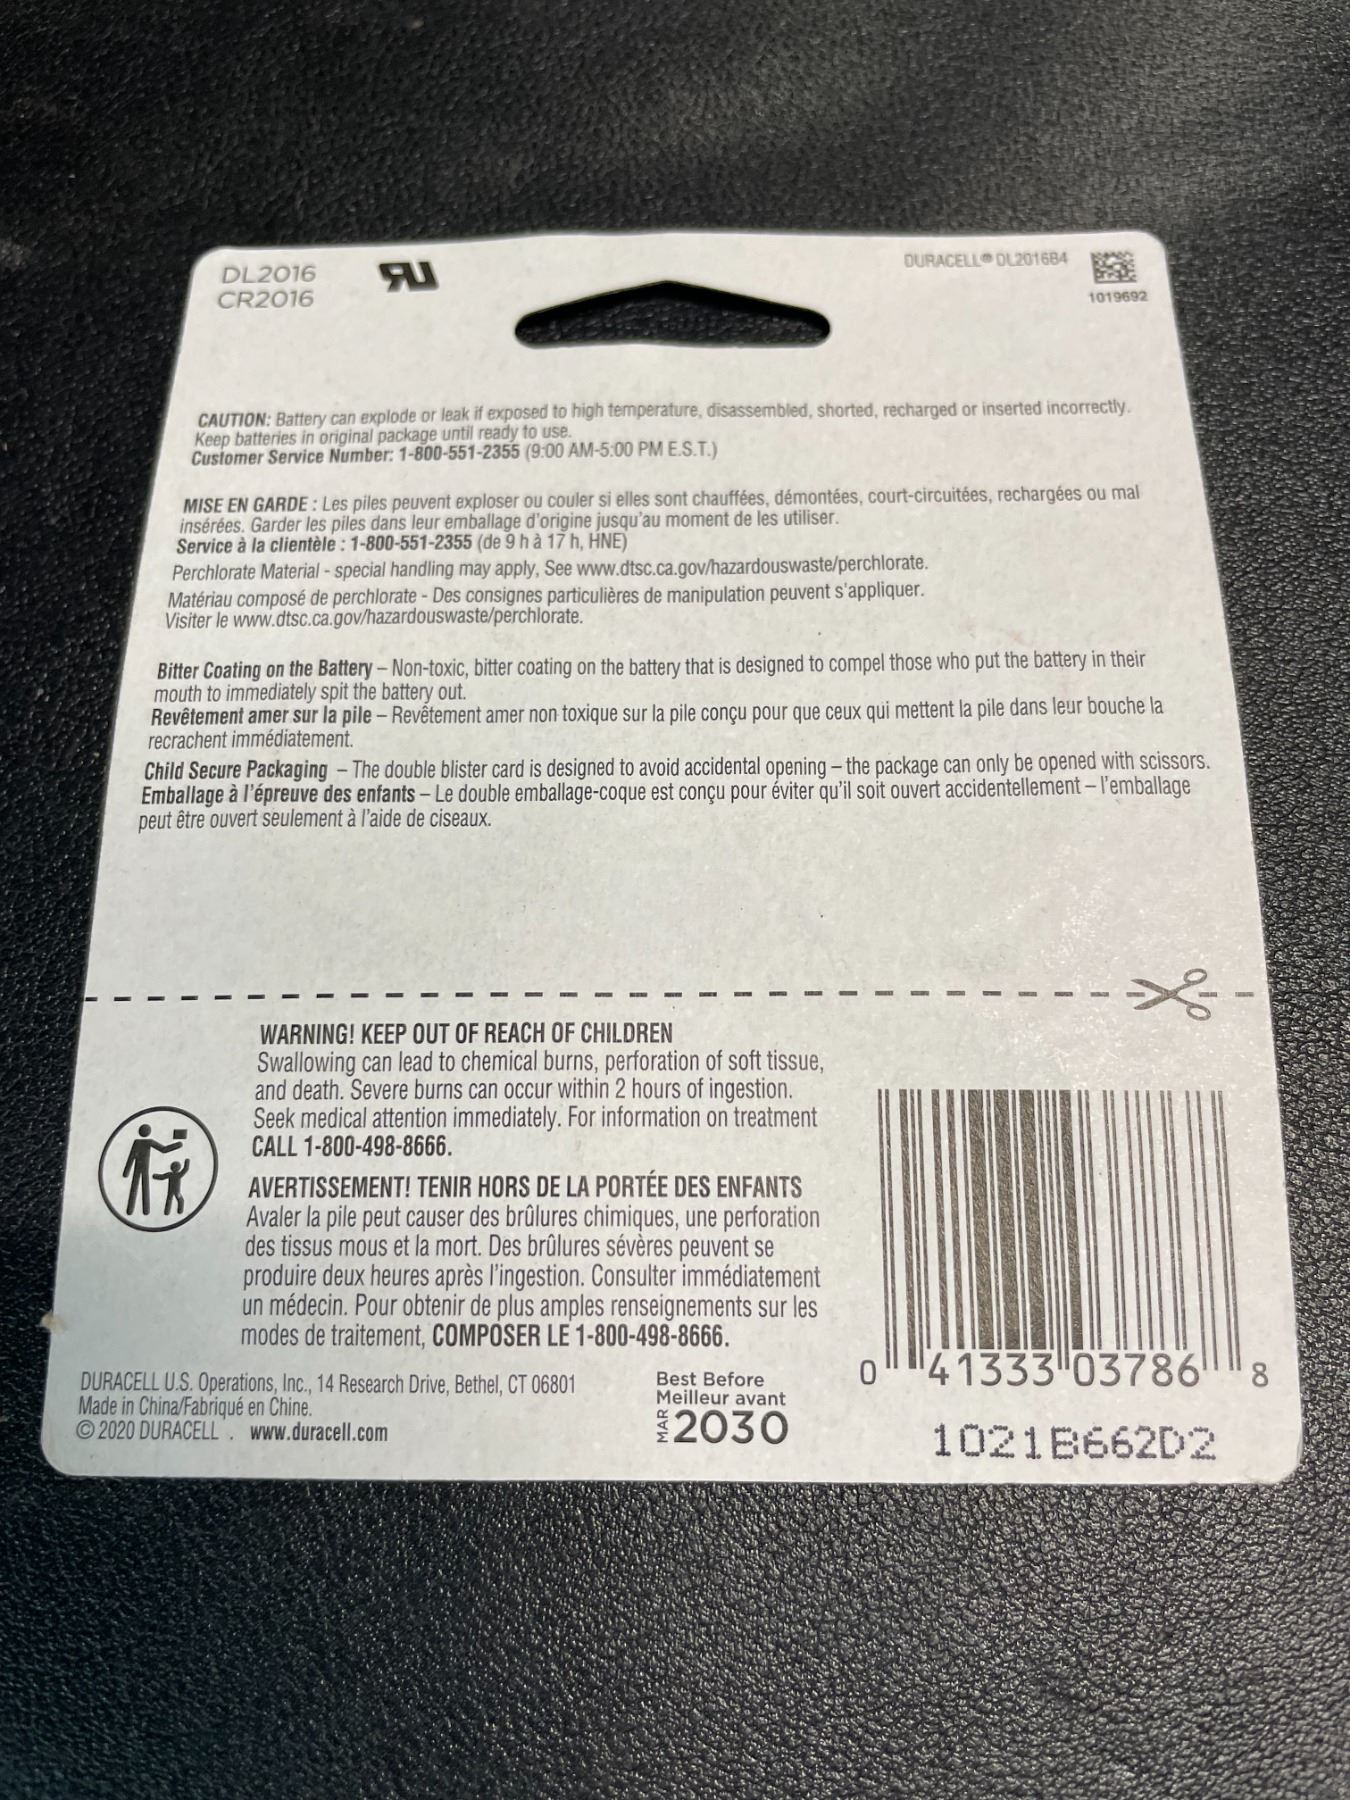 DL2016
CR2016
DURACELL® DL2016B4
1019692
CAUTION: Battery can explode or leak if exposed to high temperature, disassembled, shorted, recharged or inserted incorrectly.
Keep batteries in original package until ready to use.
Customer Service Number: 1-800-551-2355 (9:00 AM-5:00 PM E.S.T.)
MISE EN GARDE : Les piles peuvent exploser ou couler si elles sont chauffées, démontées, court-circuitées, rechargées ou mal
insérées. Garder les piles dans leur emballage d'origine jusqu'au moment de les utiliser.
Service à la clientèle : 1-800-551-2355 (de 9 h à 17 h, HNE)
Perchlorate Material - special handling may apply, See www.dtsc.ca.gov/hazardouswaste/perchlorate.
Matériau composé de perchlorate - Des consignes particulières de manipulation peuvent s'appliquer.
Visiter le www.dtsc.ca.gov/hazardouswaste/perchlorate.
Bitter Coating on the Battery – Non-toxic, bitter coating on the battery that is designed to compel those who put the battery in their
mouth to immediately spit the battery out.
Revêtement amer sur la pile – Revêtement amer non toxique sur la pile conçu pour que ceux qui mettent la pile dans leur bouche la
recrachent immédiatement.
Child Secure Packaging – The double blister card is designed to avoid accidental opening – the package can only be opened with scissors.
Emballage à l'épreuve des enfants – Le double emballage-coque est conçu pour éviter qu'il soit ouvert accidentellement – l'emballage
peut être ouvert seulement à l'aide de ciseaux.
WARNING! KEEP OUT OF REACH OF CHILDREN
Swallowing can lead to chemical burns, perforation of soft tissue,
and death. Severe burns can occur within 2 hours of ingestion.
Seek medical attention immediately. For information on treatment
CALL 1-800-498-8666.
AVERTISSEMENT! TENIR HORS DE LA PORTÉE DES ENFANTS
Avaler la pile peut causer des brûlures chimiques, une perforation
des tissus mous et la mort. Des brûlures sévères peuvent se
produire deux heures après l'ingestion. Consulter immédiatement
un médecin. Pour obtenir de plus amples renseignements sur les
modes de traitement, COMPOSER LE 1-800-498-8666.
DURACELL U.S. Operations, Inc., 14 Research Drive, Bethel, CT 06801
Made in China/Fabriqué en Chine.
© 2020 DURACELL . www.duracell.com
Best Before
Meilleur avant
MAR 2030
0 41333 03786 8
1021B662D2